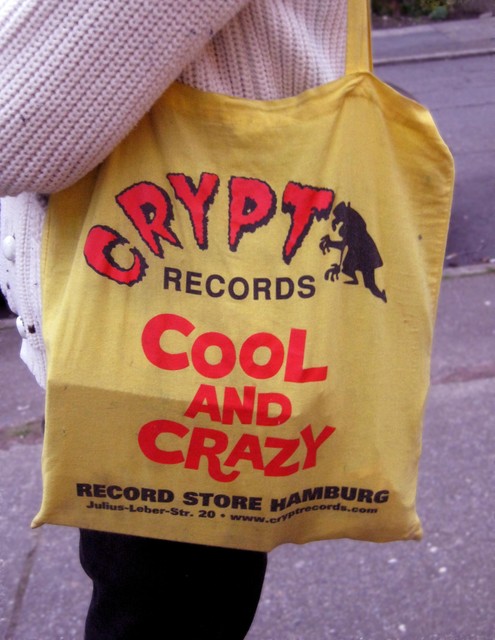 CRYPT
RECORDS
COOL
AND
CRAZY
RECORD STORE HAMBURG
Julius-Leber-Str. 20 • www.cryptrecords.com